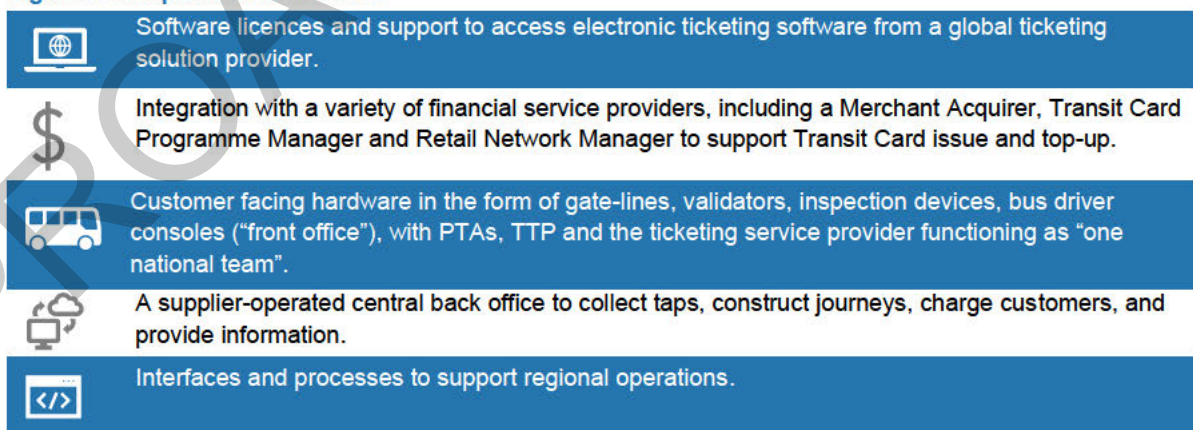 Software licences and support to access electronic ticketing software from a global ticketing
solution provider.
Integration with a variety of financial service providers, including a Merchant Acquirer, Transit Card
Programme Manager and Retail Network Manager to support Transit Card issue and top-up.
Customer facing hardware in the form of gate-lines, validators, inspection devices, bus driver
consoles (“front office”), with PTAs, TTP and the ticketing service provider functioning as “one
national team”.
A supplier-operated central back office to collect taps, construct journeys, charge customers, and
provide information.
Interfaces and processes to support regional operations.